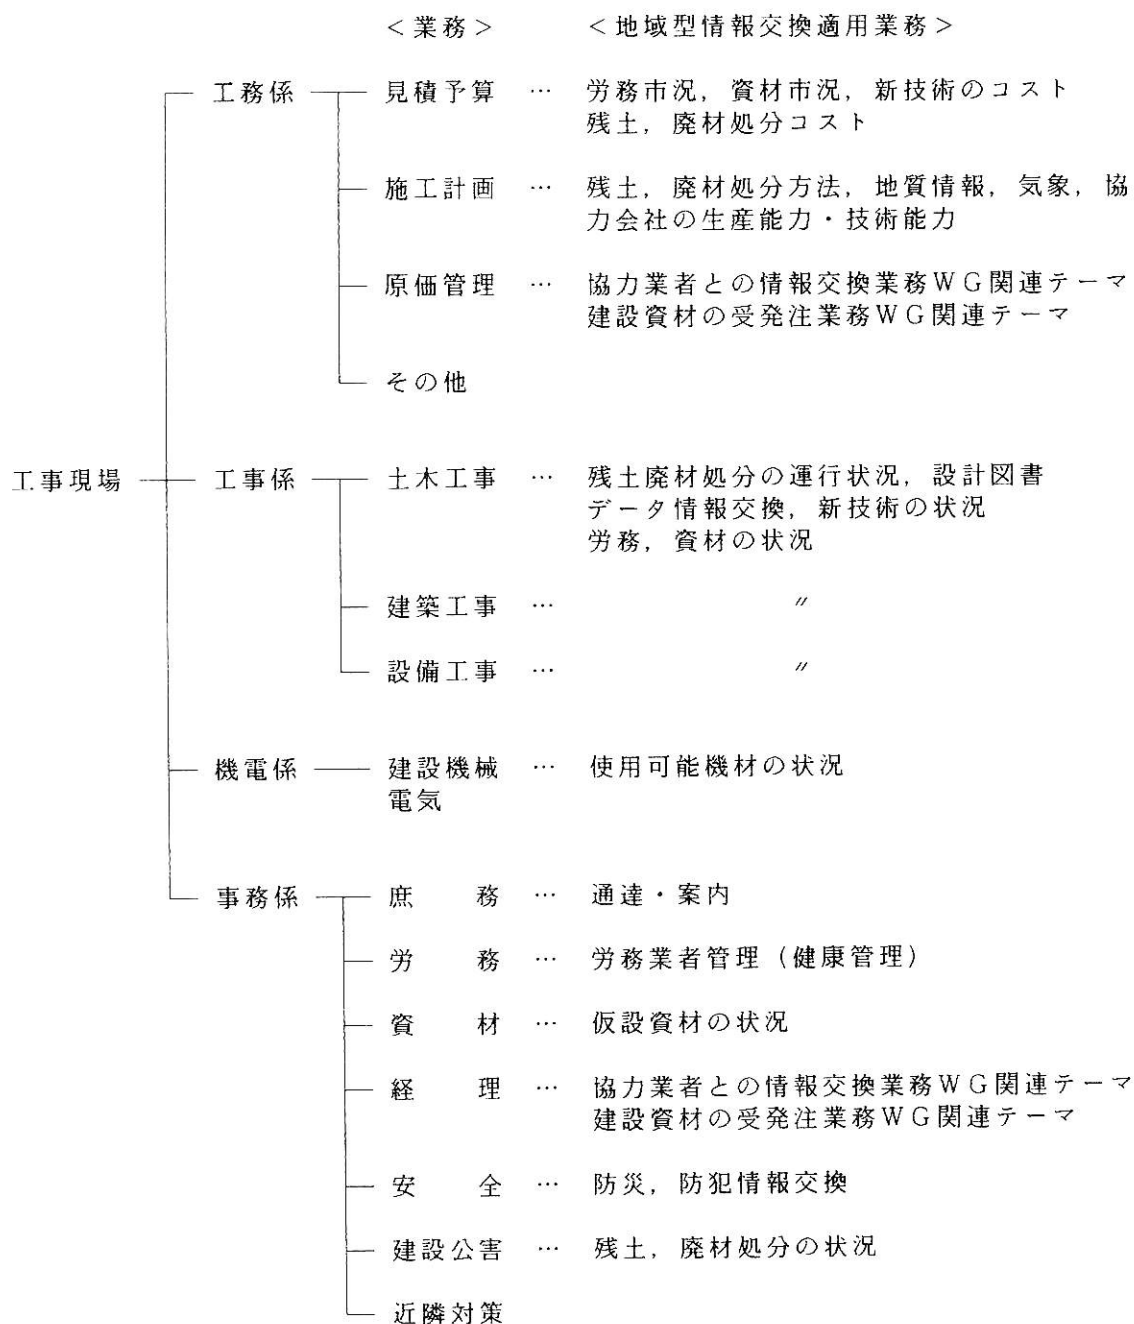 <業務> <地域型情報交換適用業務>
工務係 見積予算 … 労務市況，資材市況，新技術のコスト
残土，廃材処分コスト
施工計画 … 残土，廃材処分方法，地質情報，気象，協
力会社の生産能力・技術能力
原価管理 … 協力業者との情報交換業務WG関連テーマ
建設資材の受発注業務WG関連テーマ
その他
工事現場 工事係 土木工事 … 残土廃材処分の運行状況，設計図書
データ情報交換，新技術の状況
労務，資材の状況
建築工事 … 〃
設備工事 … 〃
機電係 建設機械 … 使用可能機材の状況
電気
事務係 庶務 … 通達・案内
労務 … 労務業者管理（健康管理）
資材 … 仮設資材の状況
経理 … 協力業者との情報交換業務WG関連テーマ
建設資材の受発注業務WG関連テーマ
安全 … 防災，防犯情報交換
建設公害 … 残土，廃材処分の状況
近隣対策